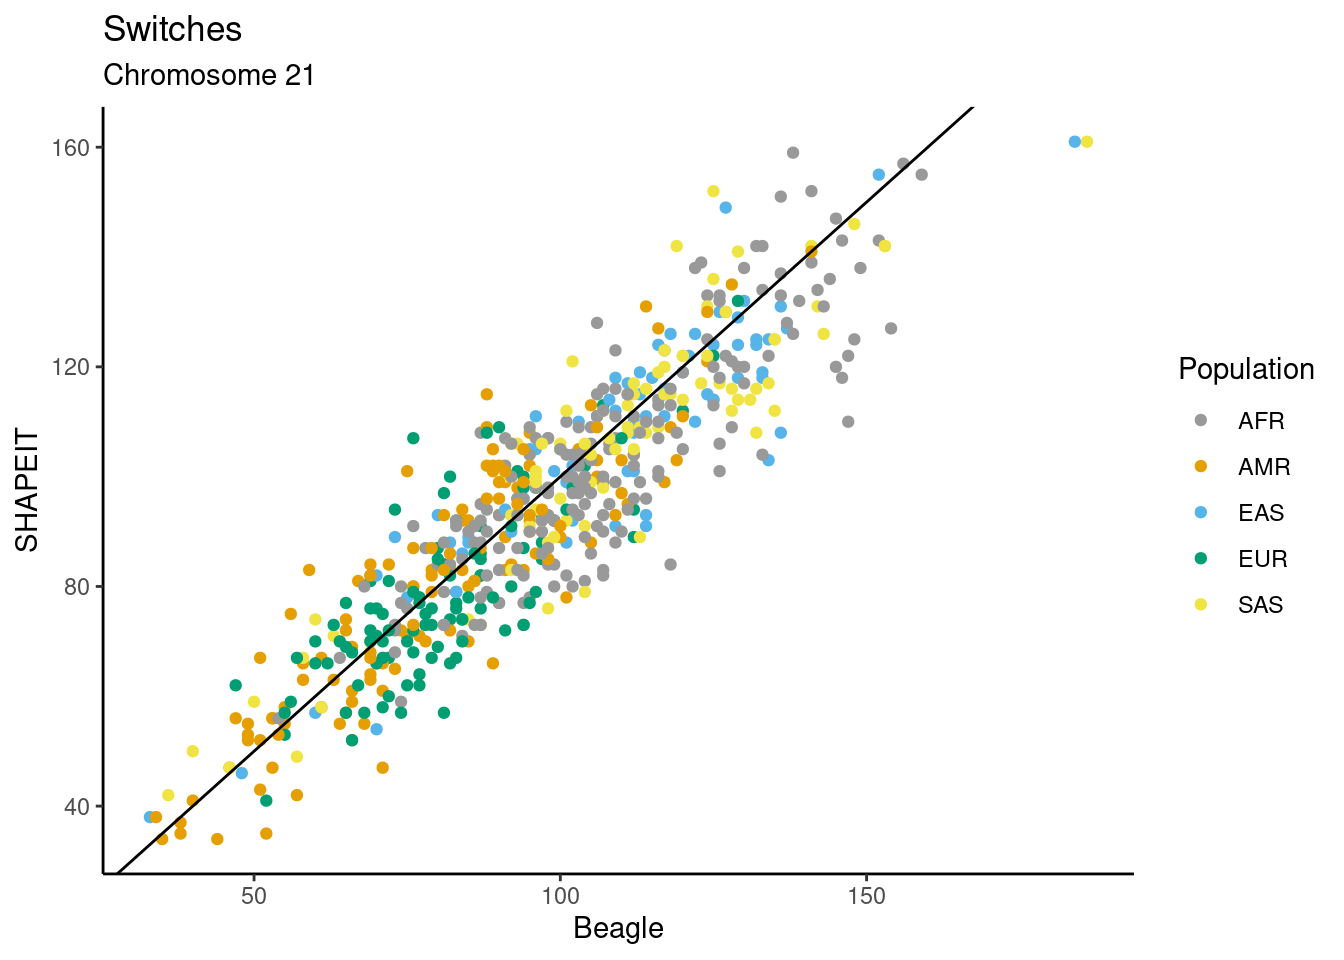 Switches
Chromosome 21
160
120
80
40
SHAPEIT
50
100
150
Beagle
Population
AFR
AMR
EAS
EUR
SAS